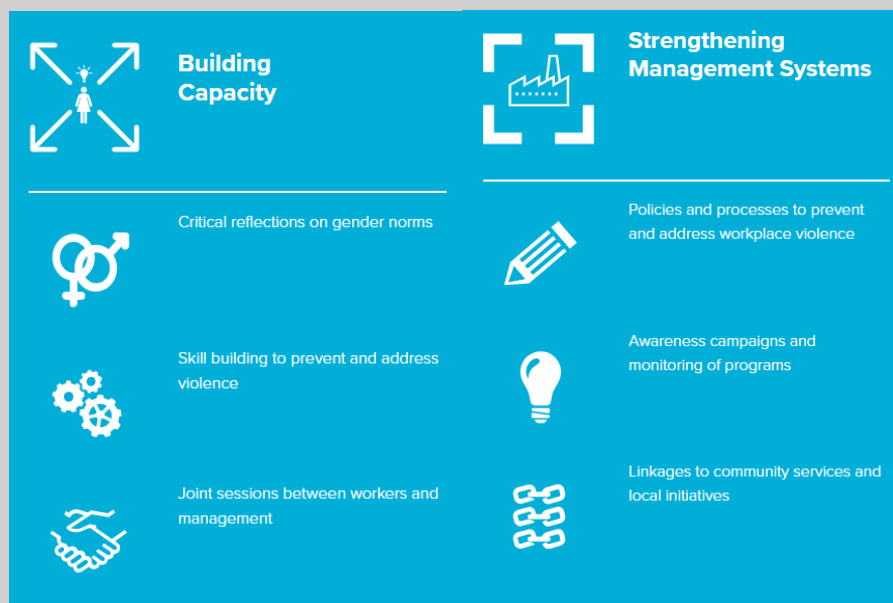 Building
Capacity
Critical reflections on gender norms
Skill building to prevent and address
violence
Joint sessions between workers and
management
Strengthening
Management Systems
Policies and processes to prevent
and address workplace violence
Awareness campaigns and
monitoring of programs
Linkages to community services and
local initiatives